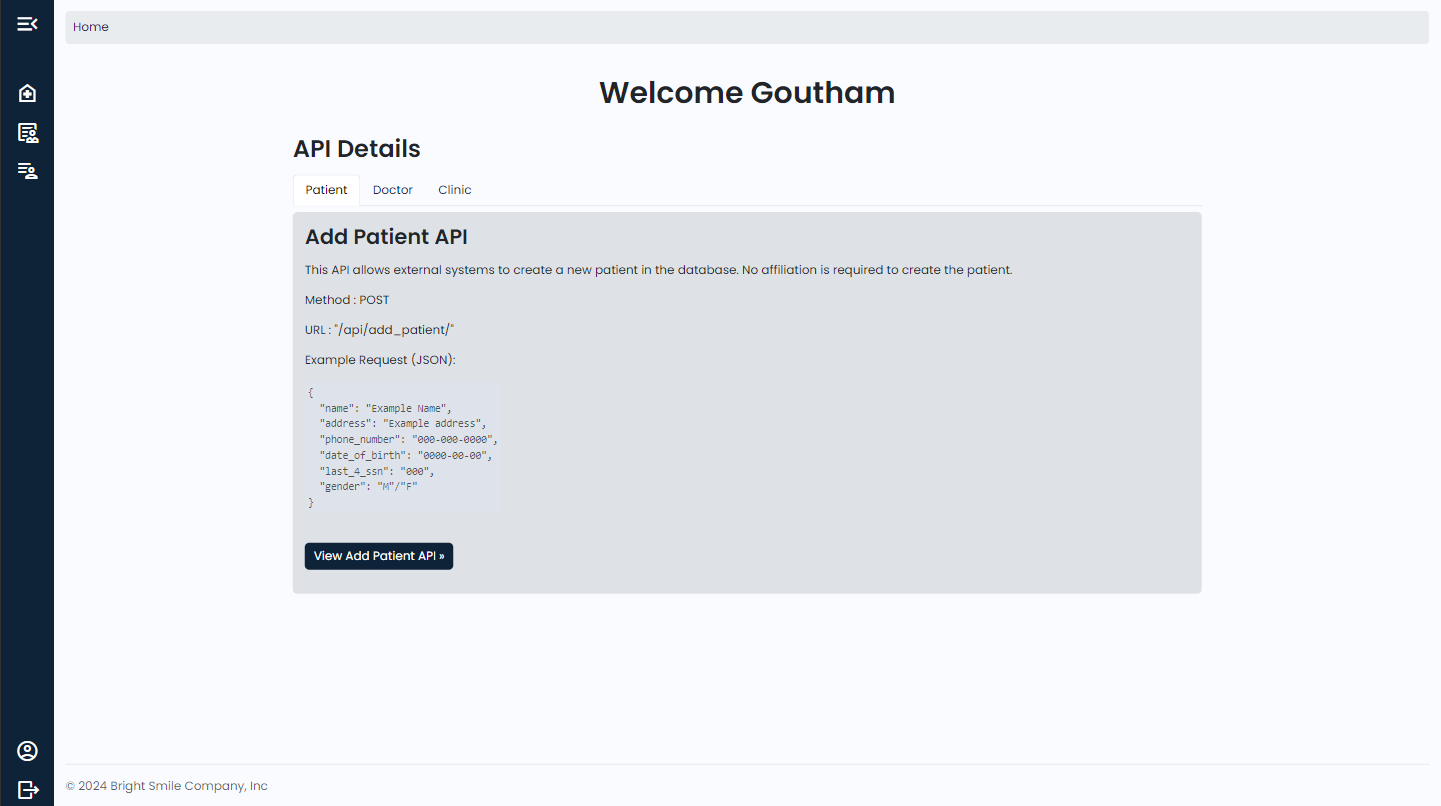 Home
Welcome Goutham
API Details
Patient Doctor Clinic
Add Patient API
This API allows external systems to create a new patient in the database. No affiliation is required to create the patient.
Method : POST
URL : "/api/add_patient/"
Example Request (JSON):
{
  "name": "Example Name",
  "address": "Example address",
  "phone_number": "000-000-0000",
  "date_of_birth": "0000-00-00",
  "last_4_ssn": "000",
  "gender": "M"/"F"
}
View Add Patient API »
© 2024 Bright Smile Company, Inc